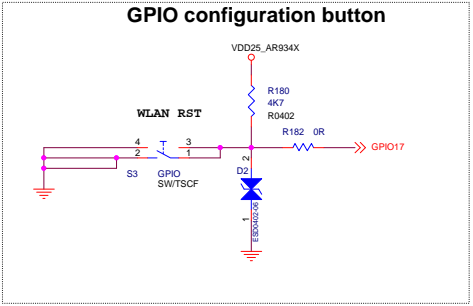 GPIO configuration button
VDD25_AR934X
R180
4K7
R0402
WLAN RST
R182 0R
4 3
GPIO17
2 1
2
S3 GPIO
SW/TSCF
D2
ESD0402-06
1